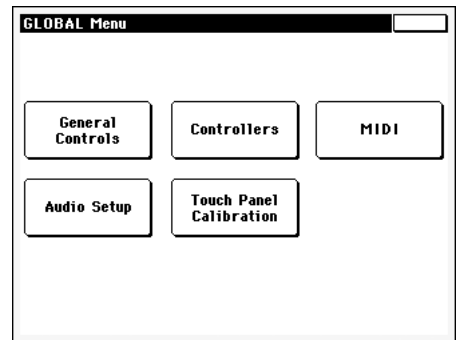 GLOBAL Menu
General
Controls
Controllers
MIDI
Audio Setup
Touch Panel
Calibration